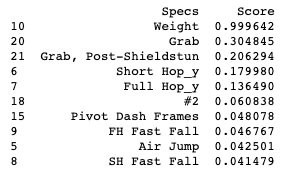 Specs Score
10 Weight 0.999642
20 Grab 0.304845
21 Grab, Post-Shieldstun 0.206294
6 Short Hop_y 0.179980
7 Full Hop_y 0.136490
18 #2 0.060838
15 Pivot Dash Frames 0.048078
9 FH Fast Fall 0.046767
5 Air Jump 0.042501
8 SH Fast Fall 0.041479